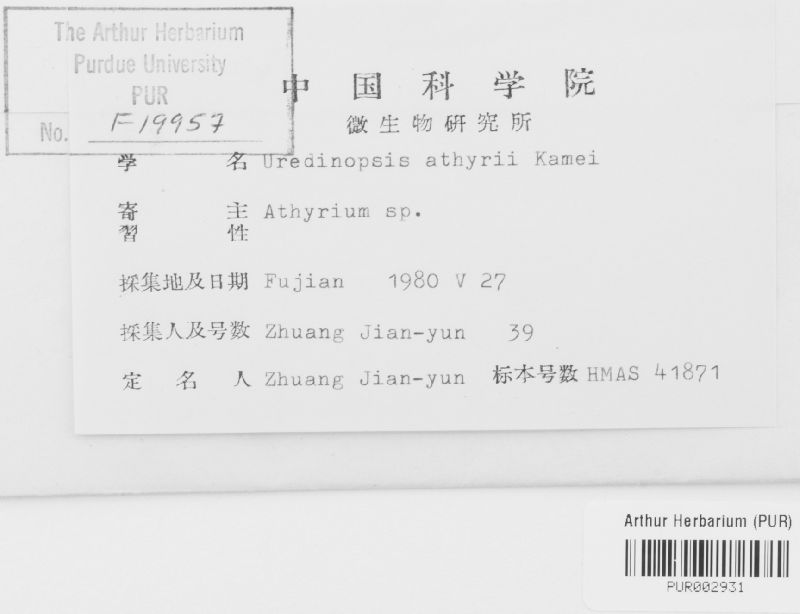 The Arthur Herbarium
Purdue University
PUR
No. F19957
中国科学院
微生物研究所
学名 Uredinopsis athyrii Kamei
寄主 Athyrium sp.
習性
採集地及日期 Fujian 1980 V 27
採集人及号数 Zhuang Jian-yun 39
定名人 Zhuang Jian-yun 标本号数 HMAS 41871
Arthur Herbarium (PUR)
PUR002931